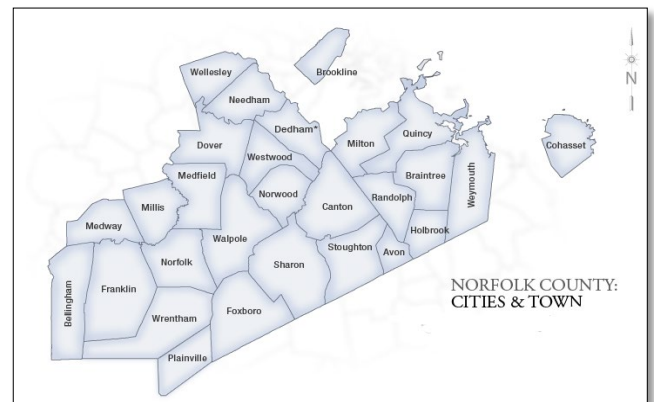 Wellesley
Brookline
Needham
Dedham*
Quincy
Milton
Dover
Cohasset
Westwood
Medfield
Braintree
Weymouth
Norwood
Randolph
Millis
Canton
Medway
Holbrook
Walpole
Stoughton
Avon
Norfolk
Sharon
Franklin
Bellingham
Foxboro
Wrentham
Plainville
N
NORFOLK COUNTY:
CITIES & TOWN